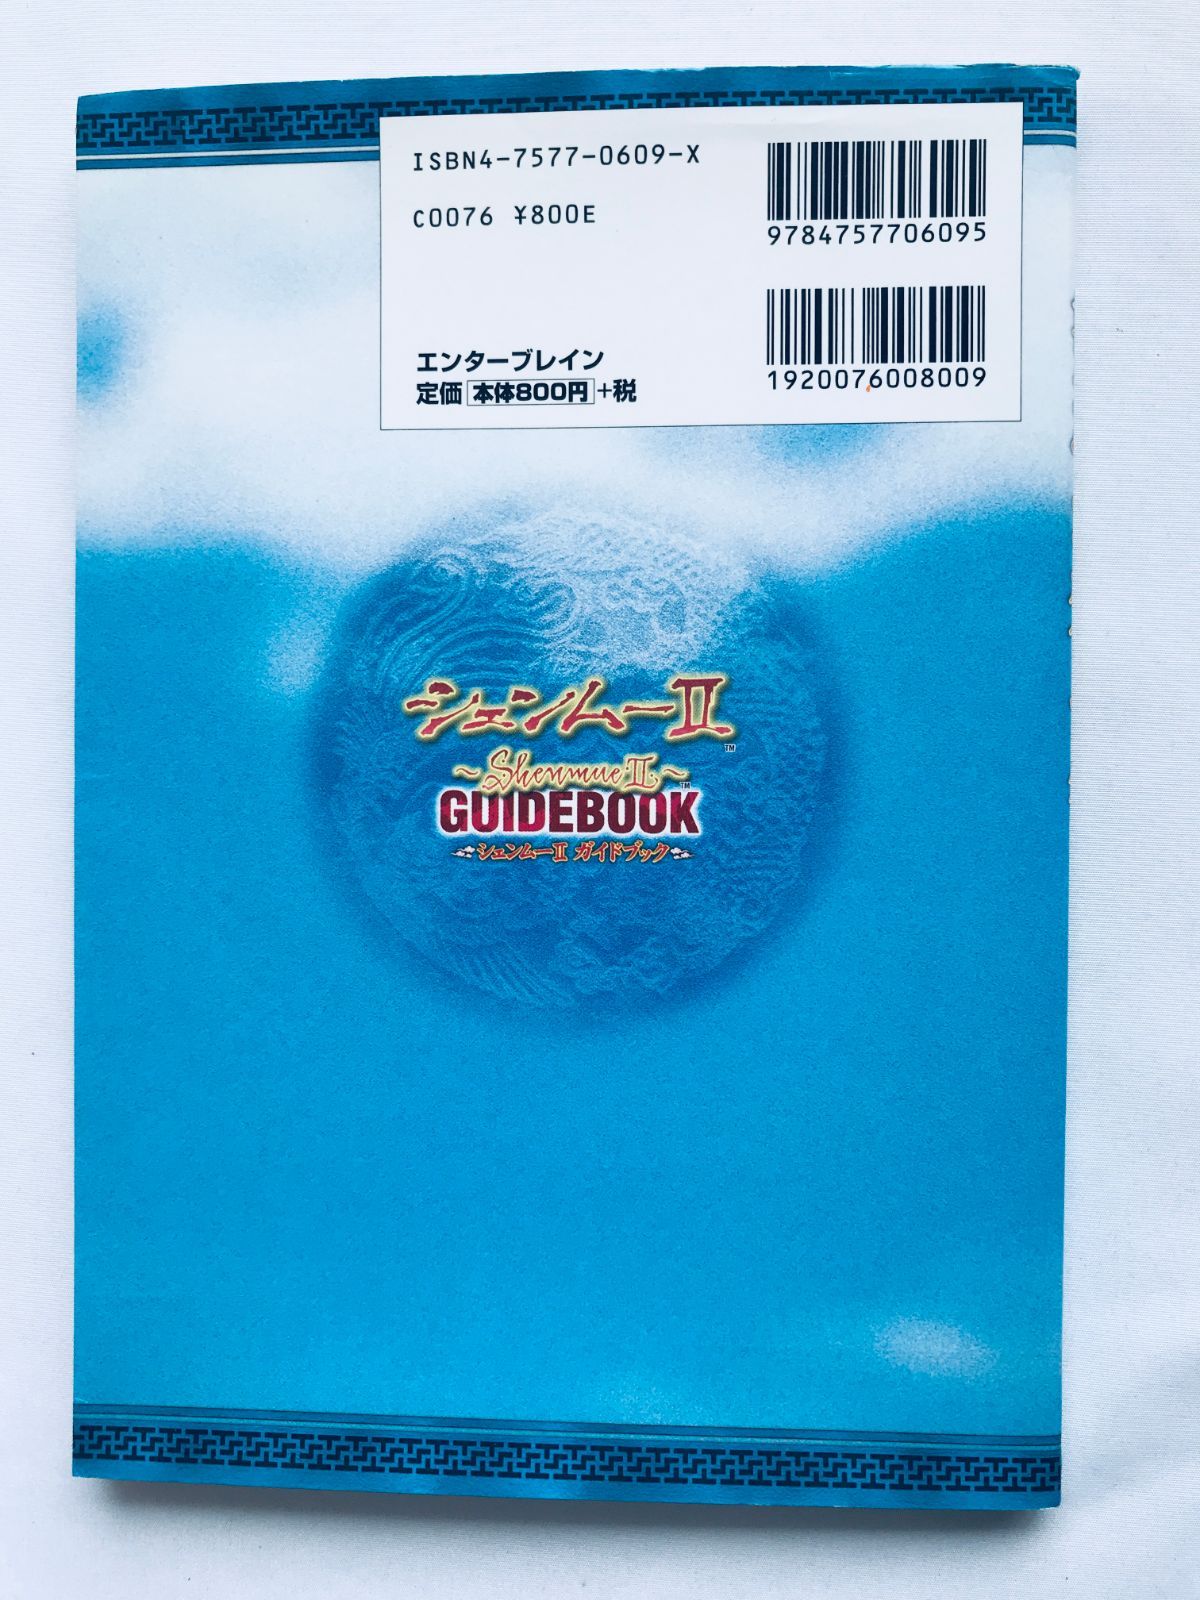 ISBN4-7577-0609-X
C0076 ¥800E
9784757706095
1920076008009
エンターブレイン
定価 本体800円 +税
シェンムーII
TM
~Shenmue II~
TM
GUIDEBOOK
シェンムーII ガイドブック